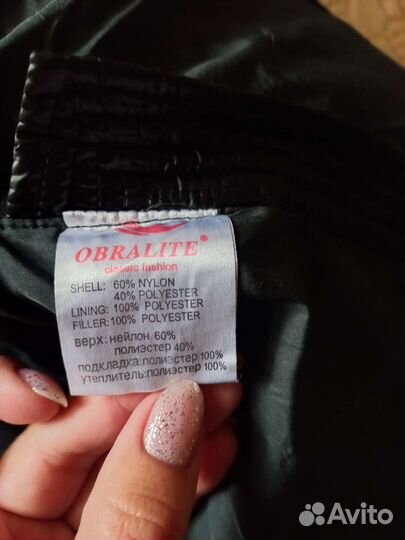 OBRALITE®
classic fashion
SHELL: 60% NYLON
40% POLYESTER
LINING: 100% POLYESTER
FILLER:100% POLYESTER
верх: нейлон 60%
полиэстер 40%
подкладка:полиэстер 100%
утеплитель:полиэстер 100%
Avito